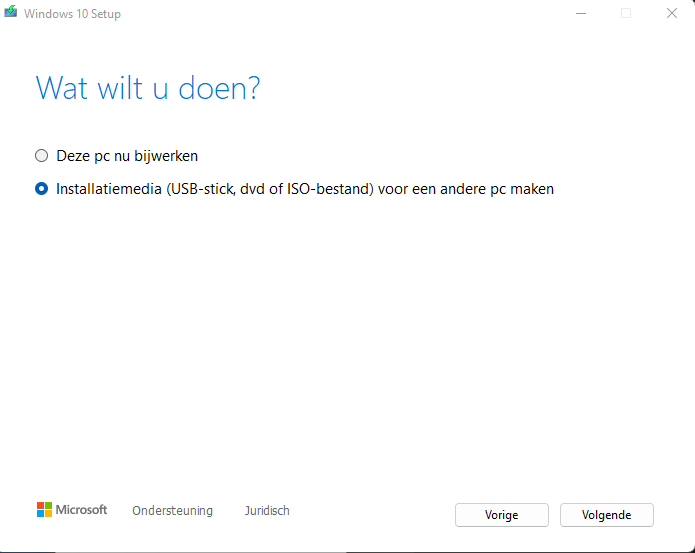 Windows 10 Setup
Wat wilt u doen?
Deze pc nu bijwerken
Installatiemedia (USB-stick, dvd of ISO-bestand) voor een andere pc maken
Microsoft Ondersteuning Juridisch Vorige Volgende